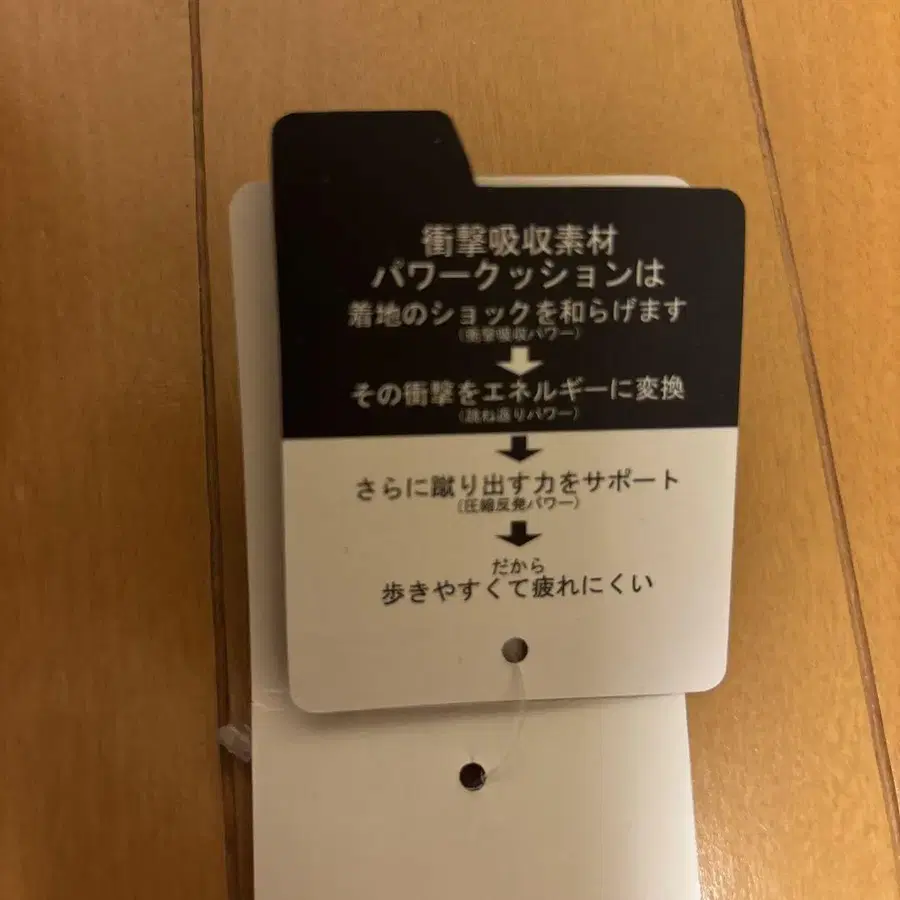 衝撃吸収素材
パワークッションは
着地のショックを和らげます
（衝撃吸収パワー）
その衝撃をエネルギーに変換
（跳ね返りパワー）
さらに蹴り出す力をサポート
（圧縮反発パワー）
だから
歩きやすくて疲れにくい